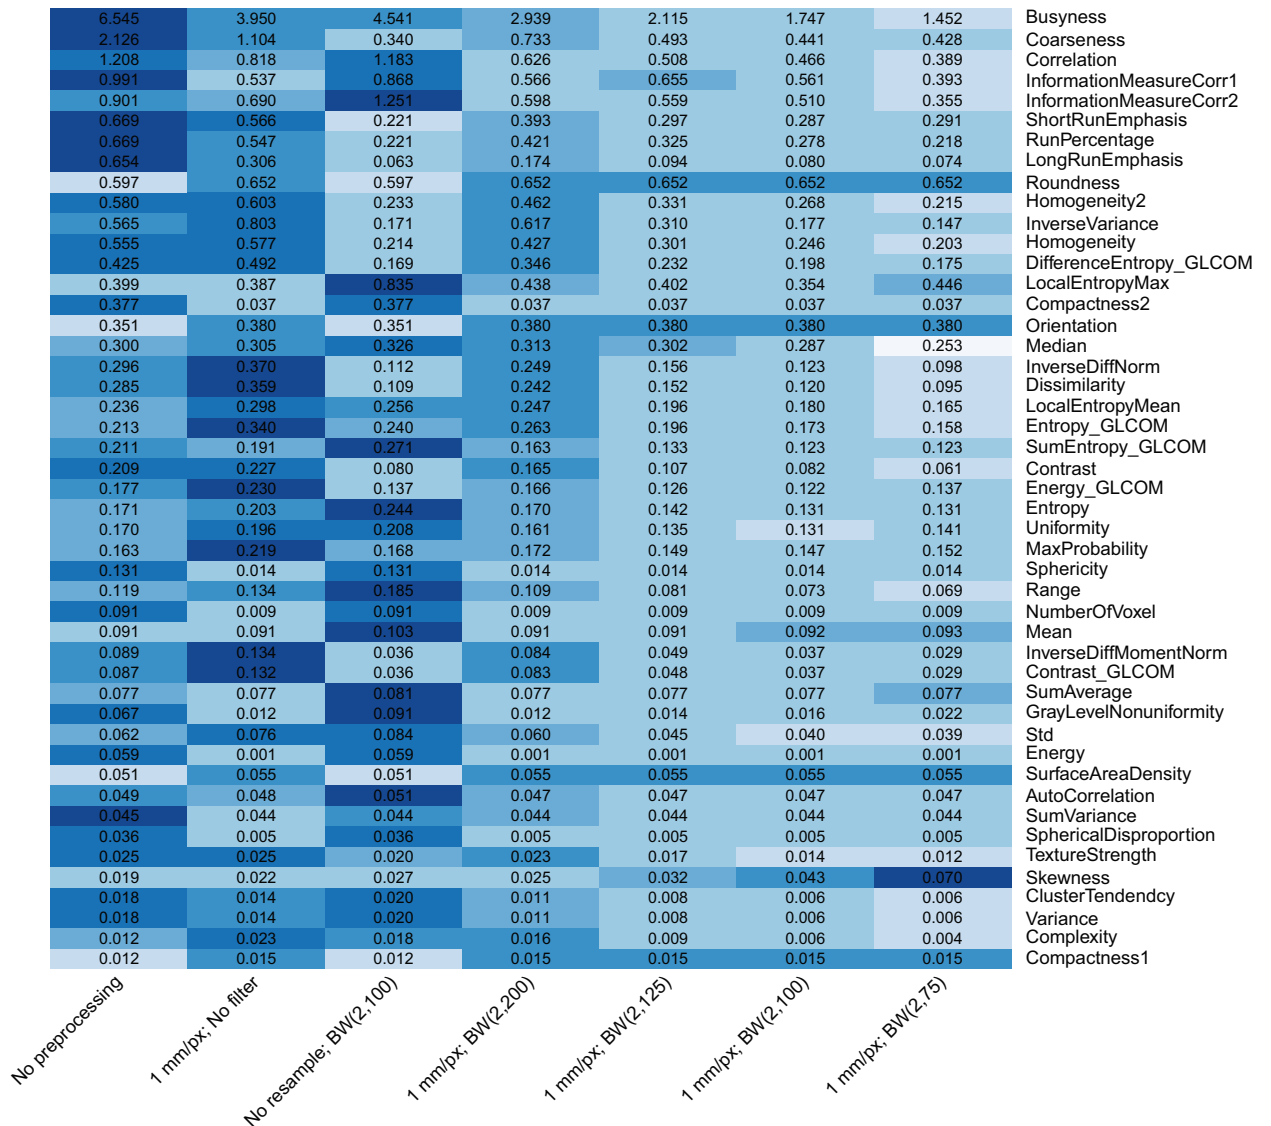 6.545 3.950 4.541 2.939 2.115 1.747 1.452 Busyness
2.126 1.104 0.340 0.733 0.493 0.441 0.428 Coarseness
1.208 0.818 1.183 0.626 0.508 0.466 0.389 Correlation
0.991 0.537 0.868 0.566 0.655 0.561 0.393 InformationMeasureCorr1
0.901 0.690 1.251 0.598 0.559 0.510 0.355 InformationMeasureCorr2
0.669 0.566 0.221 0.393 0.297 0.287 0.291 ShortRunEmphasis
0.669 0.547 0.221 0.421 0.325 0.278 0.218 RunPercentage
0.654 0.306 0.063 0.174 0.094 0.080 0.074 LongRunEmphasis
0.597 0.652 0.597 0.652 0.652 0.652 0.652 Roundness
0.580 0.603 0.233 0.462 0.331 0.268 0.215 Homogeneity2
0.565 0.803 0.171 0.617 0.310 0.177 0.147 InverseVariance
0.555 0.577 0.214 0.427 0.301 0.246 0.203 Homogeneity
0.425 0.492 0.169 0.346 0.232 0.198 0.175 DifferenceEntropy_GLCOM
0.399 0.387 0.835 0.438 0.402 0.354 0.446 LocalEntropyMax
0.377 0.037 0.377 0.037 0.037 0.037 0.037 Compactness2
0.351 0.380 0.351 0.380 0.380 0.380 0.380 Orientation
0.300 0.305 0.326 0.313 0.302 0.287 0.253 Median
0.296 0.370 0.112 0.249 0.156 0.123 0.098 InverseDiffNorm
0.285 0.359 0.109 0.242 0.152 0.120 0.095 Dissimilarity
0.236 0.298 0.256 0.247 0.196 0.180 0.165 LocalEntropyMean
0.213 0.340 0.240 0.263 0.196 0.173 0.158 Entropy_GLCOM
0.211 0.191 0.271 0.163 0.133 0.123 0.123 SumEntropy_GLCOM
0.209 0.227 0.080 0.165 0.107 0.082 0.061 Contrast
0.177 0.230 0.137 0.166 0.126 0.122 0.137 Energy_GLCOM
0.171 0.203 0.244 0.170 0.142 0.131 0.131 Entropy
0.170 0.196 0.208 0.161 0.135 0.131 0.141 Uniformity
0.163 0.219 0.168 0.172 0.149 0.147 0.152 MaxProbability
0.131 0.014 0.131 0.014 0.014 0.014 0.014 Sphericity
0.119 0.134 0.185 0.109 0.081 0.073 0.069 Range
0.091 0.009 0.091 0.009 0.009 0.009 0.009 NumberOfVoxel
0.091 0.091 0.103 0.091 0.091 0.092 0.093 Mean
0.089 0.134 0.036 0.084 0.049 0.037 0.029 InverseDiffMomentNorm
0.087 0.132 0.036 0.083 0.048 0.037 0.029 Contrast_GLCOM
0.077 0.077 0.081 0.077 0.077 0.077 0.077 SumAverage
0.067 0.012 0.091 0.012 0.014 0.016 0.022 GrayLevelNonuniformity
0.062 0.076 0.084 0.060 0.045 0.040 0.039 Std
0.059 0.001 0.059 0.001 0.001 0.001 0.001 Energy
0.051 0.055 0.051 0.055 0.055 0.055 0.055 SurfaceAreaDensity
0.049 0.048 0.051 0.047 0.047 0.047 0.047 AutoCorrelation
0.045 0.044 0.044 0.044 0.044 0.044 0.044 SumVariance
0.036 0.005 0.036 0.005 0.005 0.005 0.005 SphericalDisproportion
0.025 0.025 0.020 0.023 0.017 0.014 0.012 TextureStrength
0.019 0.022 0.027 0.025 0.032 0.043 0.070 Skewness
0.018 0.014 0.020 0.011 0.008 0.006 0.006 ClusterTendendcy
0.018 0.014 0.020 0.011 0.008 0.006 0.006 Variance
0.012 0.023 0.018 0.016 0.009 0.006 0.004 Complexity
0.012 0.015 0.012 0.015 0.015 0.015 0.015 Compactness1
No preprocessing
1 mm/px; No filter
No resample; BW(2,100)
1 mm/px; BW(2,200)
1 mm/px; BW(2,125)
1 mm/px; BW(2,100)
1 mm/px; BW(2,75)